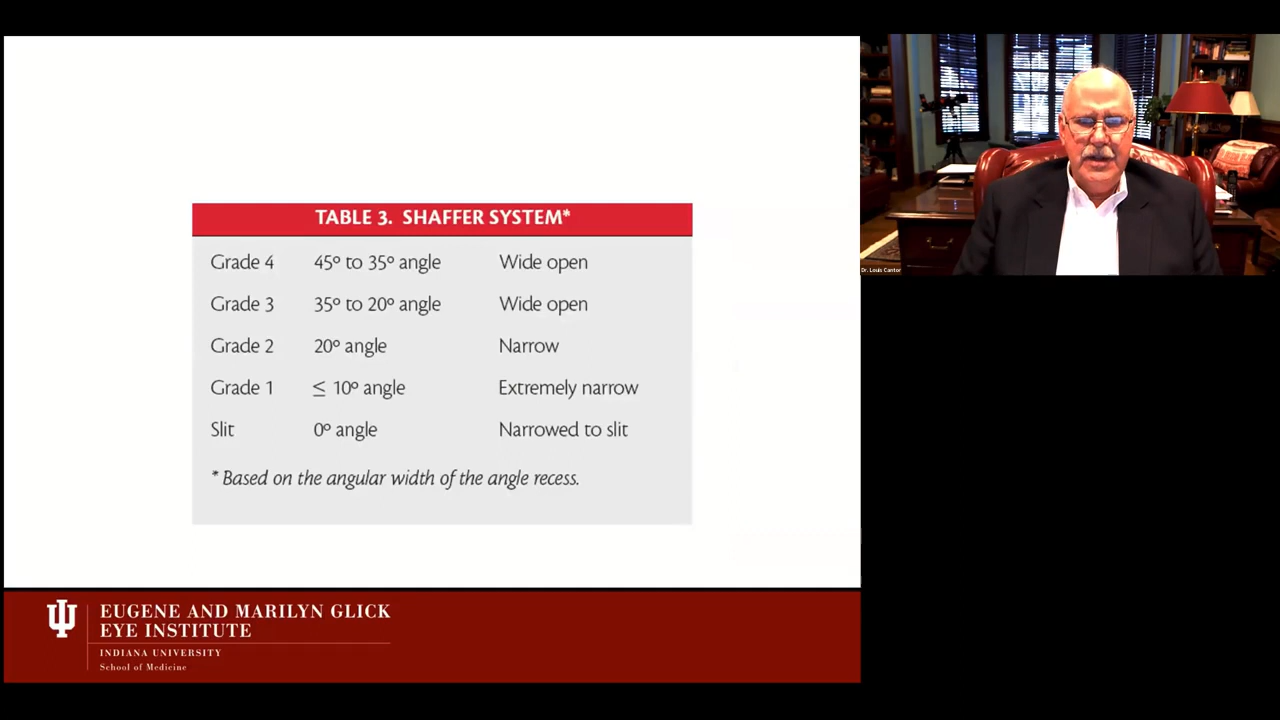 TABLE 3. SHAFFER SYSTEM*
Grade 4 45º to 35º angle Wide open
Grade 3 35º to 20º angle Wide open
Grade 2 20º angle Narrow
Grade 1 ≤ 10º angle Extremely narrow
Slit 0º angle Narrowed to slit
* Based on the angular width of the angle recess.
EUGENE AND MARILYN GLICK
EYE INSTITUTE
INDIANA UNIVERSITY
School of Medicine
Dr. Louis Cantor